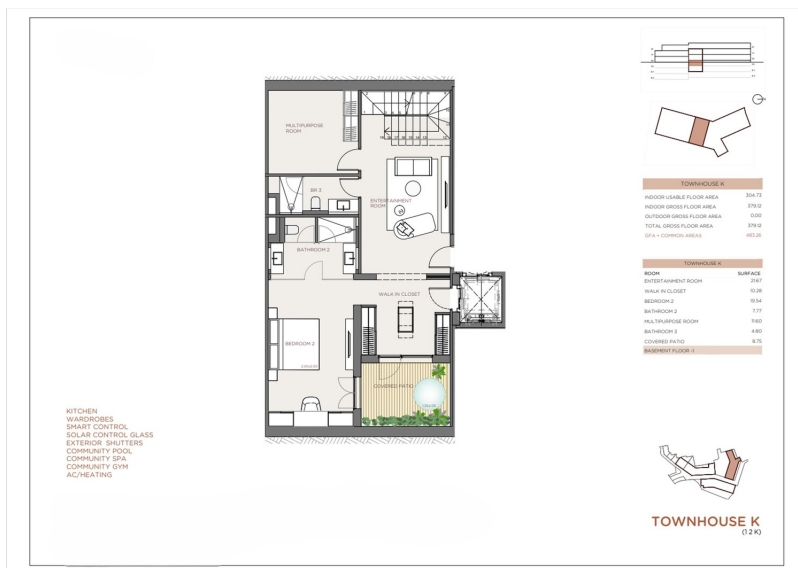 MULTIPURPOSE
ROOM
BR 3
ENTERTAINMENT
ROOM
BATHROOM 2
WALK IN CLOSET
BEDROOM 2
COVERED PATIO
KITCHEN
WARDROBES
SMART CONTROL
SOLAR CONTROL GLASS
EXTERIOR SHUTTERS
COMMUNITY POOL
COMMUNITY SPA
COMMUNITY GYM
AC/HEATING
TOWNHOUSE K
INDOOR USABLE FLOOR AREA 304.73
INDOOR GROSS FLOOR AREA 379.12
OUTDOOR GROSS FLOOR AREA 0.00
TOTAL GROSS FLOOR AREA 379.12
GFA + COMMON AREAS 483.26
TOWNHOUSE K
ROOM SURFACE
ENTERTAINMENT ROOM 21.67
WALK IN CLOSET 10.28
BEDROOM 2 19.54
BATHROOM 2 7.77
MULTIPURPOSE ROOM 11.60
BATHROOM 3 4.80
COVERED PATIO 8.75
BASEMENT FLOOR -1
TOWNHOUSE K
(1 2 K)